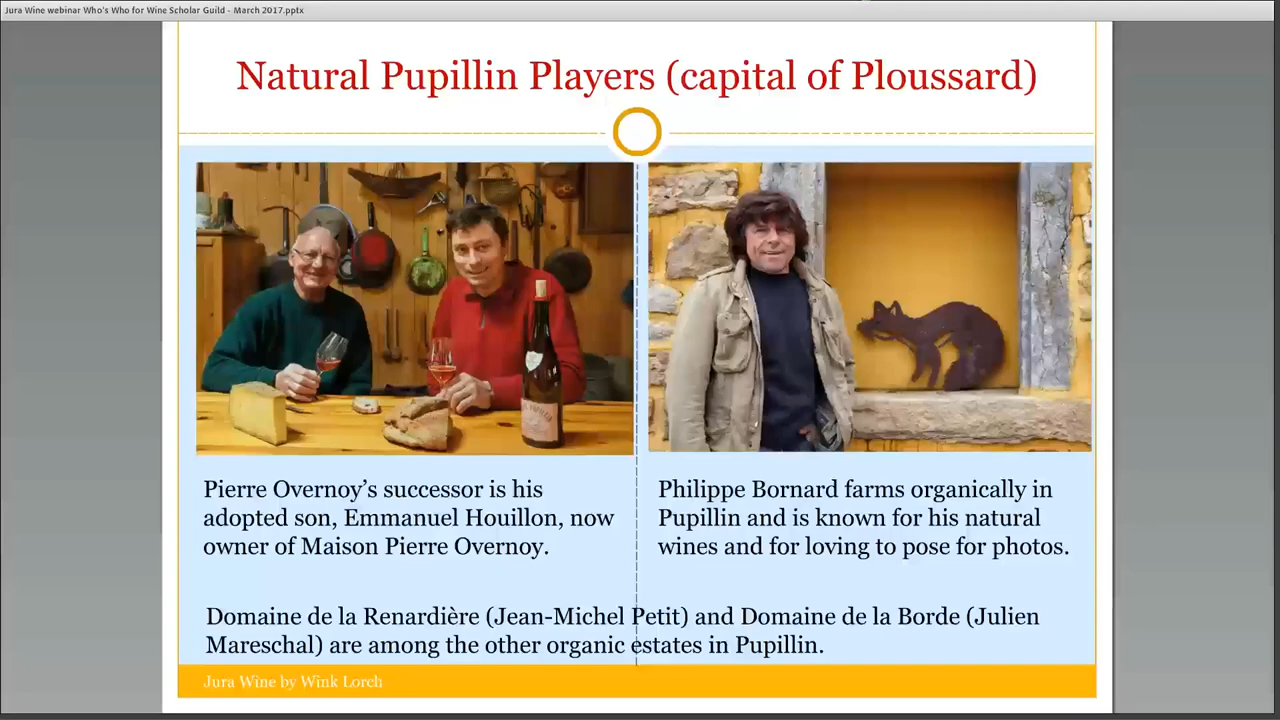 Jura Wine webinar Who's Who for Wine Scholar Guild - March 2017.pptx
Natural Pupillin Players (capital of Ploussard)
Pierre Overnoy’s successor is his
adopted son, Emmanuel Houillon, now
owner of Maison Pierre Overnoy.
Philippe Bornard farms organically in
Pupillin and is known for his natural
wines and for loving to pose for photos.
Domaine de la Renardière (Jean-Michel Petit) and Domaine de la Borde (Julien
Mareschal) are among the other organic estates in Pupillin.
Jura Wine by Wink Lorch